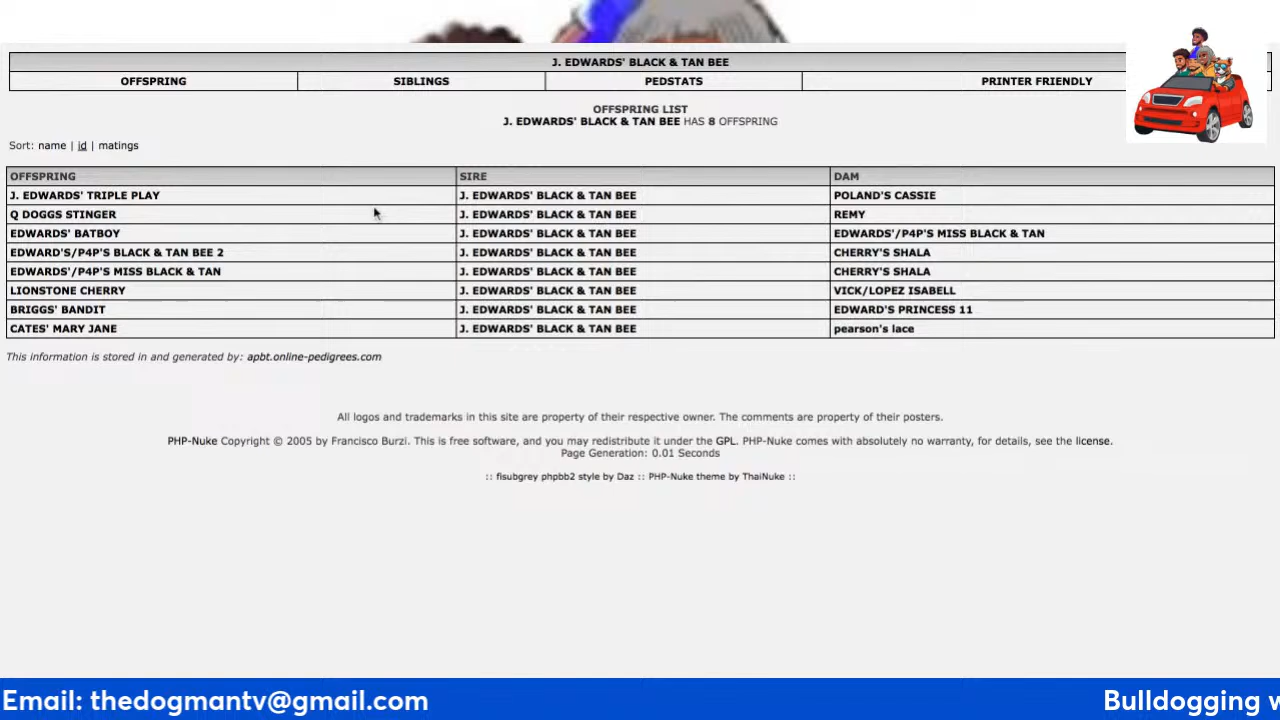 J. EDWARDS' BLACK & TAN BEE
OFFSPRING SIBLINGS PEDSTATS PRINTER FRIENDLY
OFFSPRING LIST
J. EDWARDS' BLACK & TAN BEE HAS 8 OFFSPRING
Sort: name | id | matings
OFFSPRING SIRE DAM
J. EDWARDS' TRIPLE PLAY J. EDWARDS' BLACK & TAN BEE POLAND'S CASSIE
Q DOGGS STINGER J. EDWARDS' BLACK & TAN BEE REMY
EDWARDS' BATBOY J. EDWARDS' BLACK & TAN BEE EDWARDS'/P4P'S MISS BLACK & TAN
EDWARD'S/P4P'S BLACK & TAN BEE 2 J. EDWARDS' BLACK & TAN BEE CHERRY'S SHALA
EDWARDS'/P4P'S MISS BLACK & TAN J. EDWARDS' BLACK & TAN BEE CHERRY'S SHALA
LIONSTONE CHERRY J. EDWARDS' BLACK & TAN BEE VICK/LOPEZ ISABELL
BRIGGS' BANDIT J. EDWARDS' BLACK & TAN BEE EDWARD'S PRINCESS 11
CATES' MARY JANE J. EDWARDS' BLACK & TAN BEE pearson's lace
This information is stored in and generated by: apbt.online-pedigrees.com
All logos and trademarks in this site are property of their respective owner. The comments are property of their posters.
PHP-Nuke Copyright © 2005 by Francisco Burzi. This is free software, and you may redistribute it under the GPL. PHP-Nuke comes with absolutely no warranty, for details, see the license.
Page Generation: 0.01 Seconds
:: fisubgrey phpbb2 style by Daz :: PHP-Nuke theme by ThaiNuke ::
Email: thedogmantv@gmail.com Bulldogging w